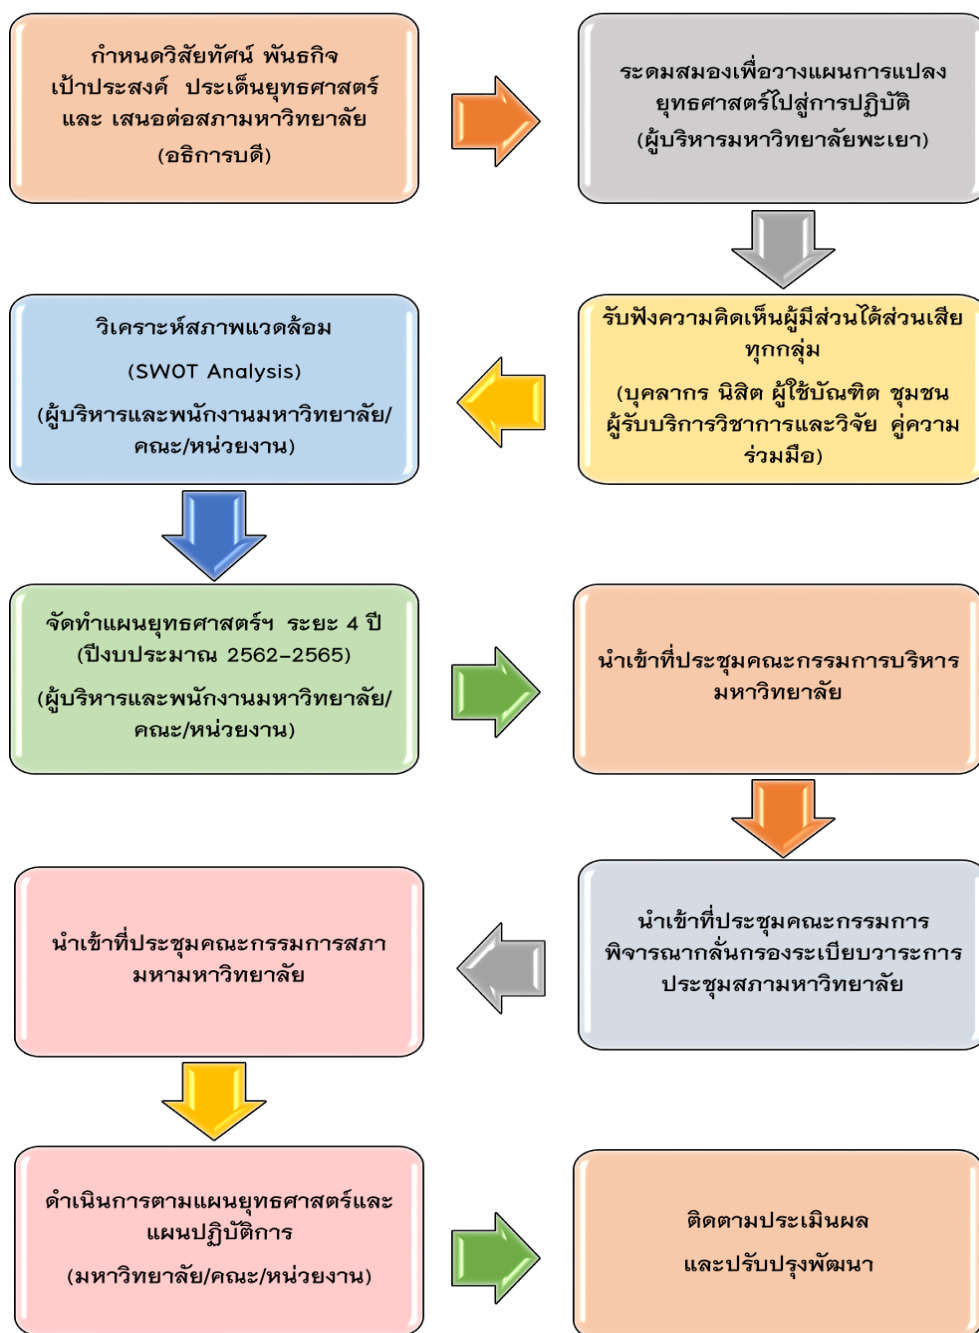 กำหนดวิสัยทัศน์ พันธกิจ
เป้าประสงค์ ประเด็นยุทธศาสตร์
และ เสนอต่อสภามหาวิทยาลัย
(อธิการบดี)
ระดมสมองเพื่อวางแผนการแปลง
ยุทธศาสตร์ไปสู่การปฏิบัติ
(ผู้บริหารมหาวิทยาลัยพะเยา)
รับฟังความคิดเห็นผู้มีส่วนได้ส่วนเสีย
ทุกกลุ่ม
(บุคลากร นิสิต ผู้ใช้บัณฑิต ชุมชน
ผู้รับบริการวิชาการและวิจัย คู่ความ
ร่วมมือ)
วิเคราะห์สภาพแวดล้อม
(SWOT Analysis)
(ผู้บริหารและพนักงานมหาวิทยาลัย/
คณะ/หน่วยงาน)
จัดทำแผนยุทธศาสตร์ฯ ระยะ 4 ปี
(ปีงบประมาณ 2562-2565)
(ผู้บริหารและพนักงานมหาวิทยาลัย/
คณะ/หน่วยงาน)
นำเข้าที่ประชุมคณะกรรมการบริหาร
มหาวิทยาลัย
นำเข้าที่ประชุมคณะกรรมการ
พิจารณากลั่นกรองระเบียบวาระการ
ประชุมสภามหาวิทยาลัย
นำเข้าที่ประชุมคณะกรรมการสภา
มหามหาวิทยาลัย
ดำเนินการตามแผนยุทธศาสตร์และ
แผนปฏิบัติการ
(มหาวิทยาลัย/คณะ/หน่วยงาน)
ติดตามประเมินผล
และปรับปรุงพัฒนา